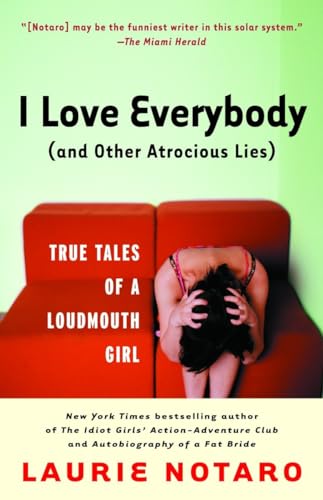 “[Notaro] may be the funniest writer in this solar system.”
—The Miami Herald
I Love Everybody
(and Other Atrocious Lies)
TRUE TALES
OF A
LOUDMOUTH
GIRL
New York Times bestselling author
of The Idiot Girls’ Action-Adventure Club
and Autobiography of a Fat Bride
LAURIE NOTARO